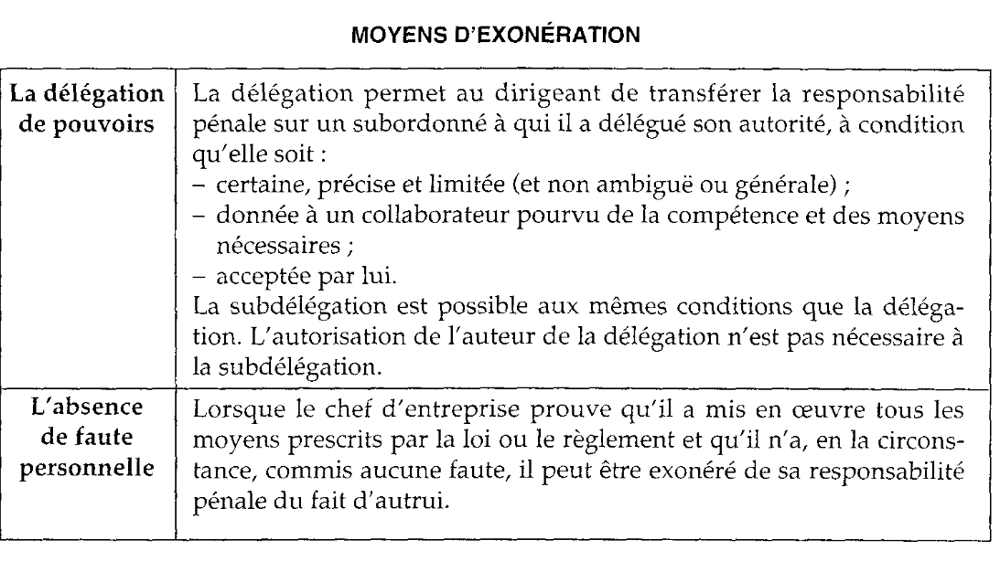 MOYENS D'EXONÉRATION
La délégation
de pouvoirs
La délégation permet au dirigeant de transférer la responsabilité
pénale sur un subordonné à qui il a délégué son autorité, à condition
qu'elle soit :
– certaine, précise et limitée (et non ambiguë ou générale) ;
– donnée à un collaborateur pourvu de la compétence et des moyens
nécessaires ;
– acceptée par lui.
La subdélégation est possible aux mêmes conditions que la déléga-
tion. L'autorisation de l'auteur de la délégation n'est pas nécessaire à
la subdélégation.
L'absence
de faute
personnelle
Lorsque le chef d'entreprise prouve qu'il a mis en œuvre tous les
moyens prescrits par la loi ou le règlement et qu'il n'a, en la circons-
tance, commis aucune faute, il peut être exonéré de sa responsabilité
pénale du fait d'autrui.